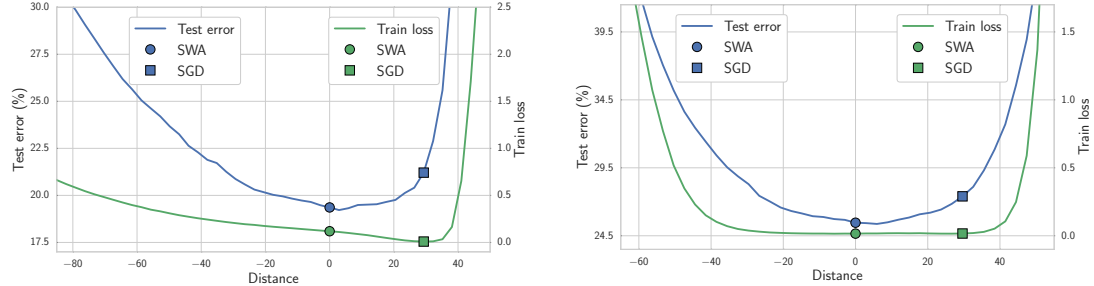 30.0
27.5
25.0
22.5
20.0
17.5
Test error (%)
−80 −60 −40 −20 0 20 40
Distance
2.5
2.0
1.5
1.0
0.5
0.0
Train loss
Test error
SWA
SGD
Train loss
SWA
SGD
39.5
34.5
29.5
24.5
Test error (%)
−60 −40 −20 0 20 40
Distance
1.5
1.0
0.5
0.0
Train loss
Test error
SWA
SGD
Train loss
SWA
SGD